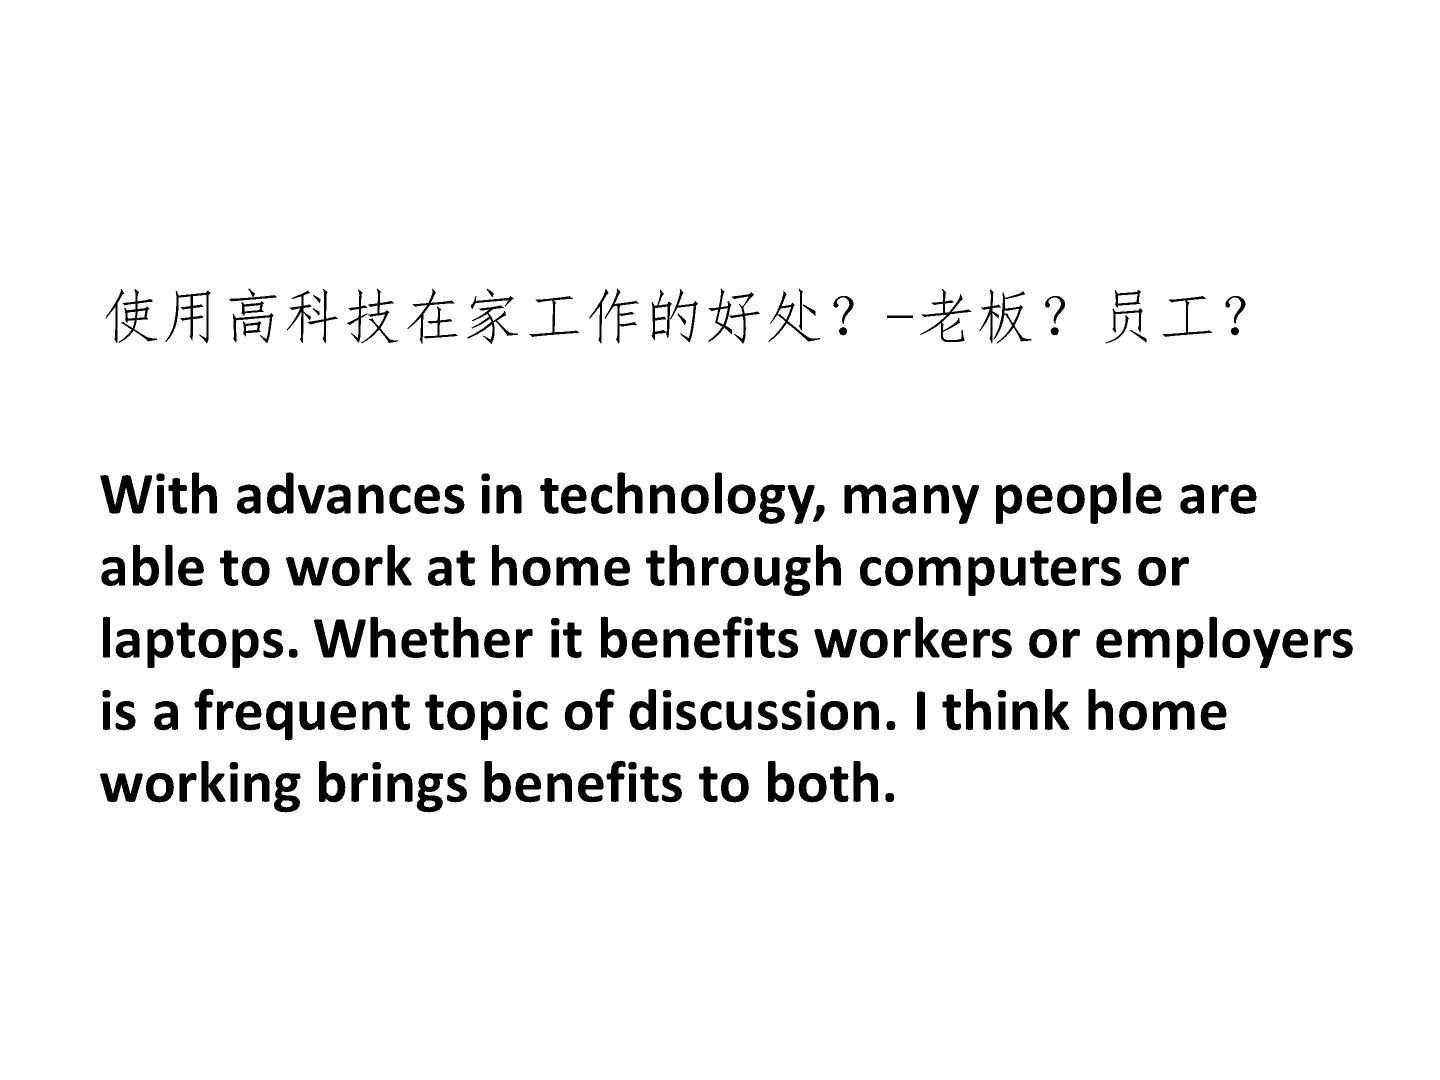 使用高科技在家工作的好处？-老板？员工？
With advances in technology, many people are
able to work at home through computers or
laptops. Whether it benefits workers or employers
is a frequent topic of discussion. I think home
working brings benefits to both.